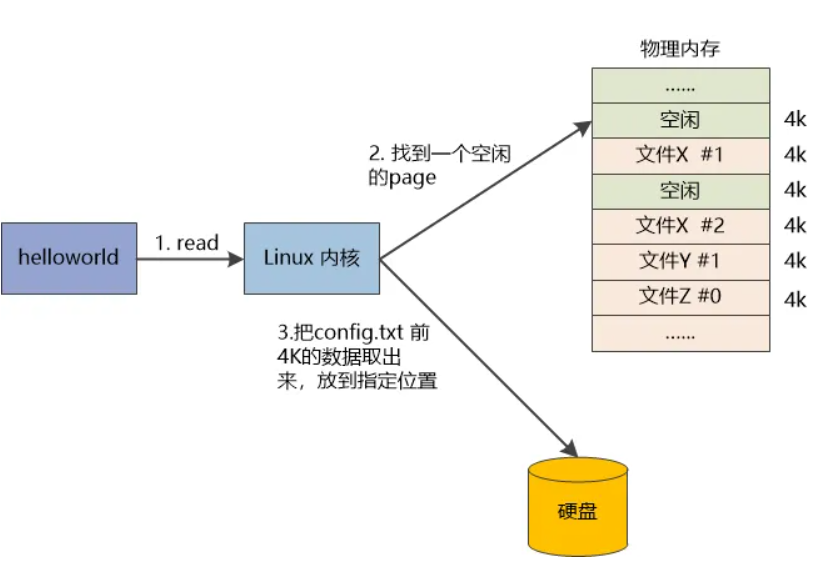 物理内存
......
空闲 4k
文件X #1 4k
空闲 4k
文件X #2 4k
文件Y #1 4k
文件Z #0 4k
......
2. 找到一个空闲
的page
helloworld
1. read
Linux 内核
3.把config.txt 前
4K的数据取出
来，放到指定位置
硬盘